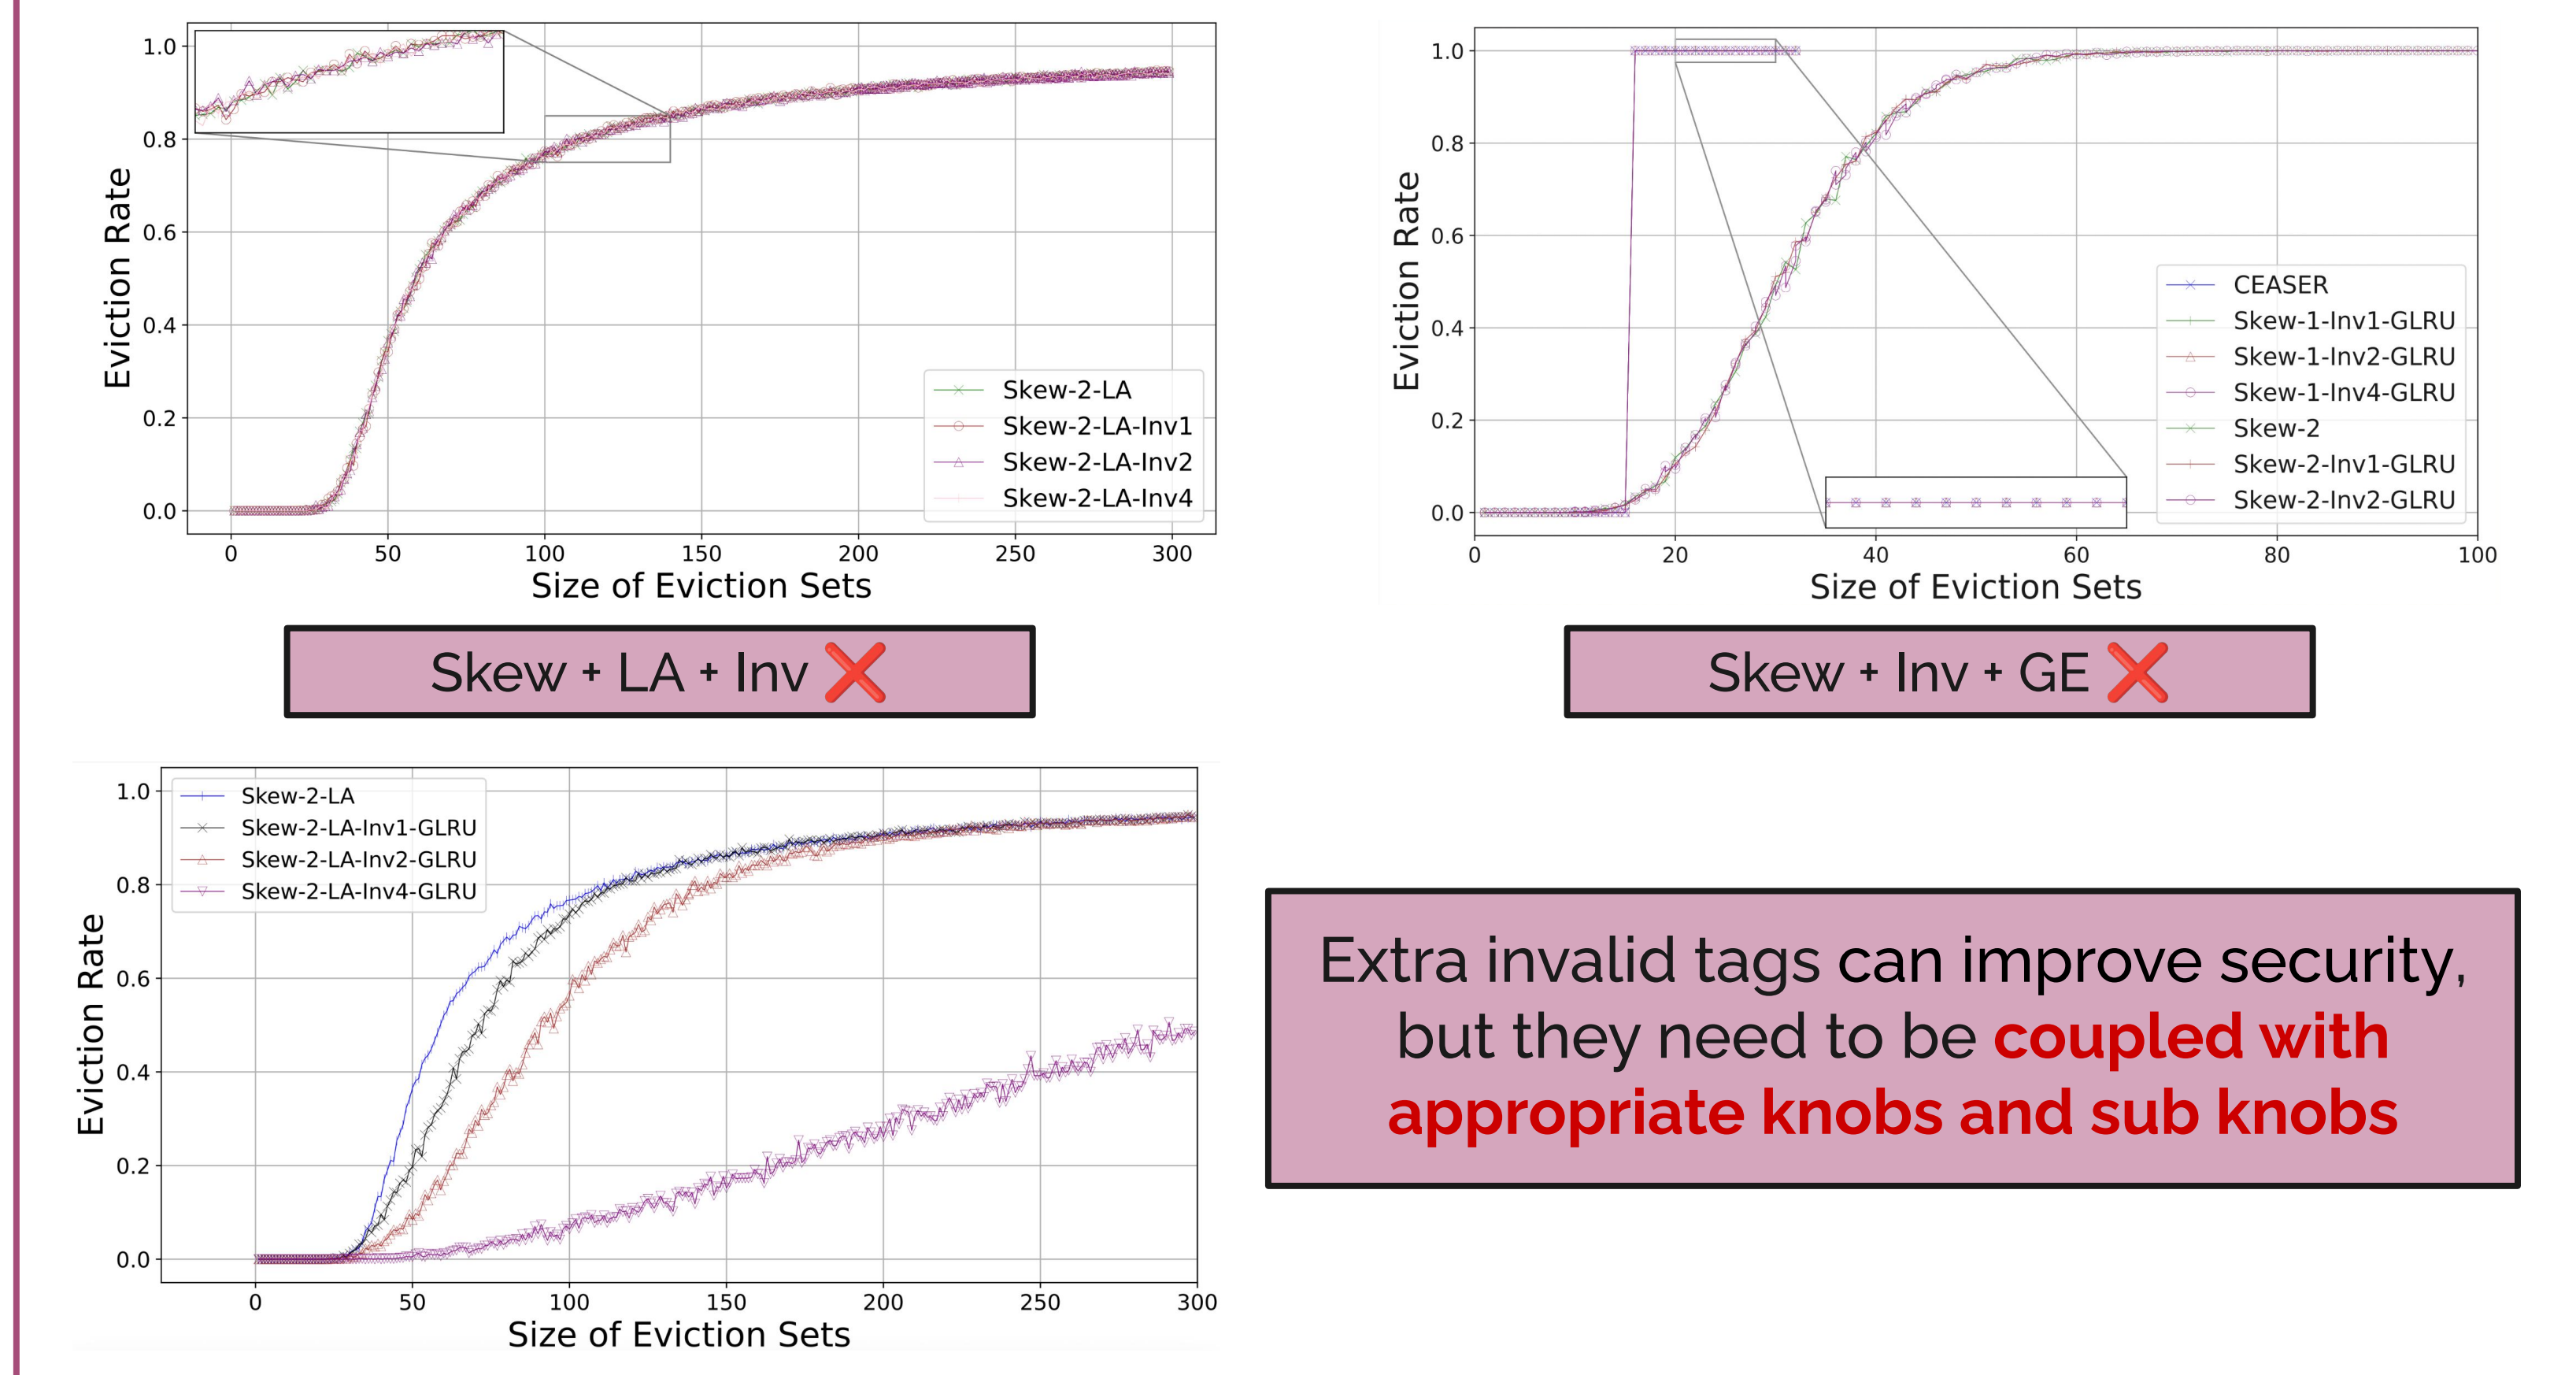 1.0
0.8
0.6
0.4
0.2
0.0
Eviction Rate
Skew-2-LA
Skew-2-LA-Inv1
Skew-2-LA-Inv2
Skew-2-LA-Inv4
0 50 100 150 200 250 300
Size of Eviction Sets
Skew + LA + Inv ❌
1.0
0.8
0.6
0.4
0.2
0.0
Eviction Rate
CEASER
Skew-1-Inv1-GLRU
Skew-1-Inv2-GLRU
Skew-1-Inv4-GLRU
Skew-2
Skew-2-Inv1-GLRU
Skew-2-Inv2-GLRU
0 20 40 60 80 100
Size of Eviction Sets
Skew + Inv + GE ❌
1.0
0.8
0.6
0.4
0.2
0.0
Eviction Rate
Skew-2-LA
Skew-2-LA-Inv1-GLRU
Skew-2-LA-Inv2-GLRU
Skew-2-LA-Inv4-GLRU
0 50 100 150 200 250 300
Size of Eviction Sets
Extra invalid tags can improve security,
but they need to be coupled with
appropriate knobs and sub knobs